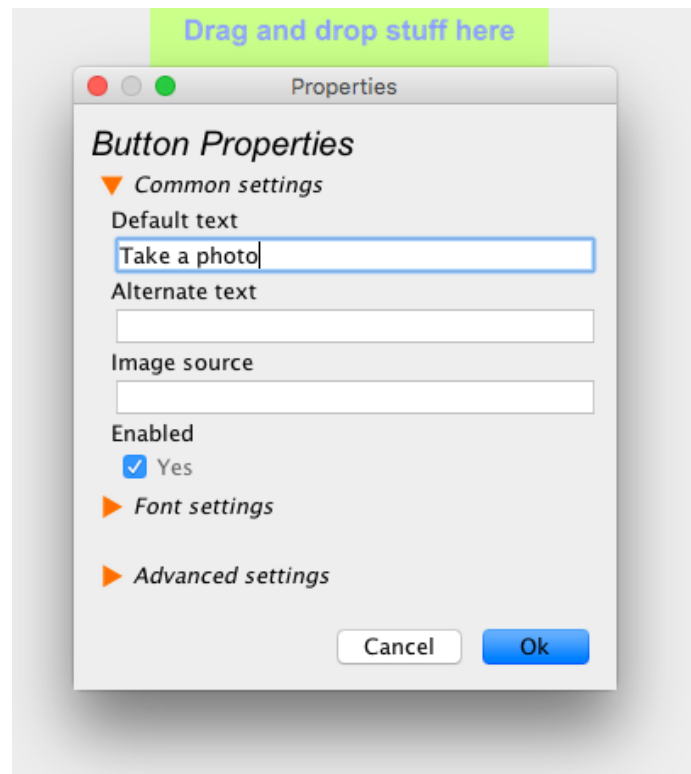 Drag and drop stuff here
Properties
Button Properties
Common settings
Default text
Take a photo
Alternate text
Image source
Enabled
Yes
Font settings
Advanced settings
Cancel Ok